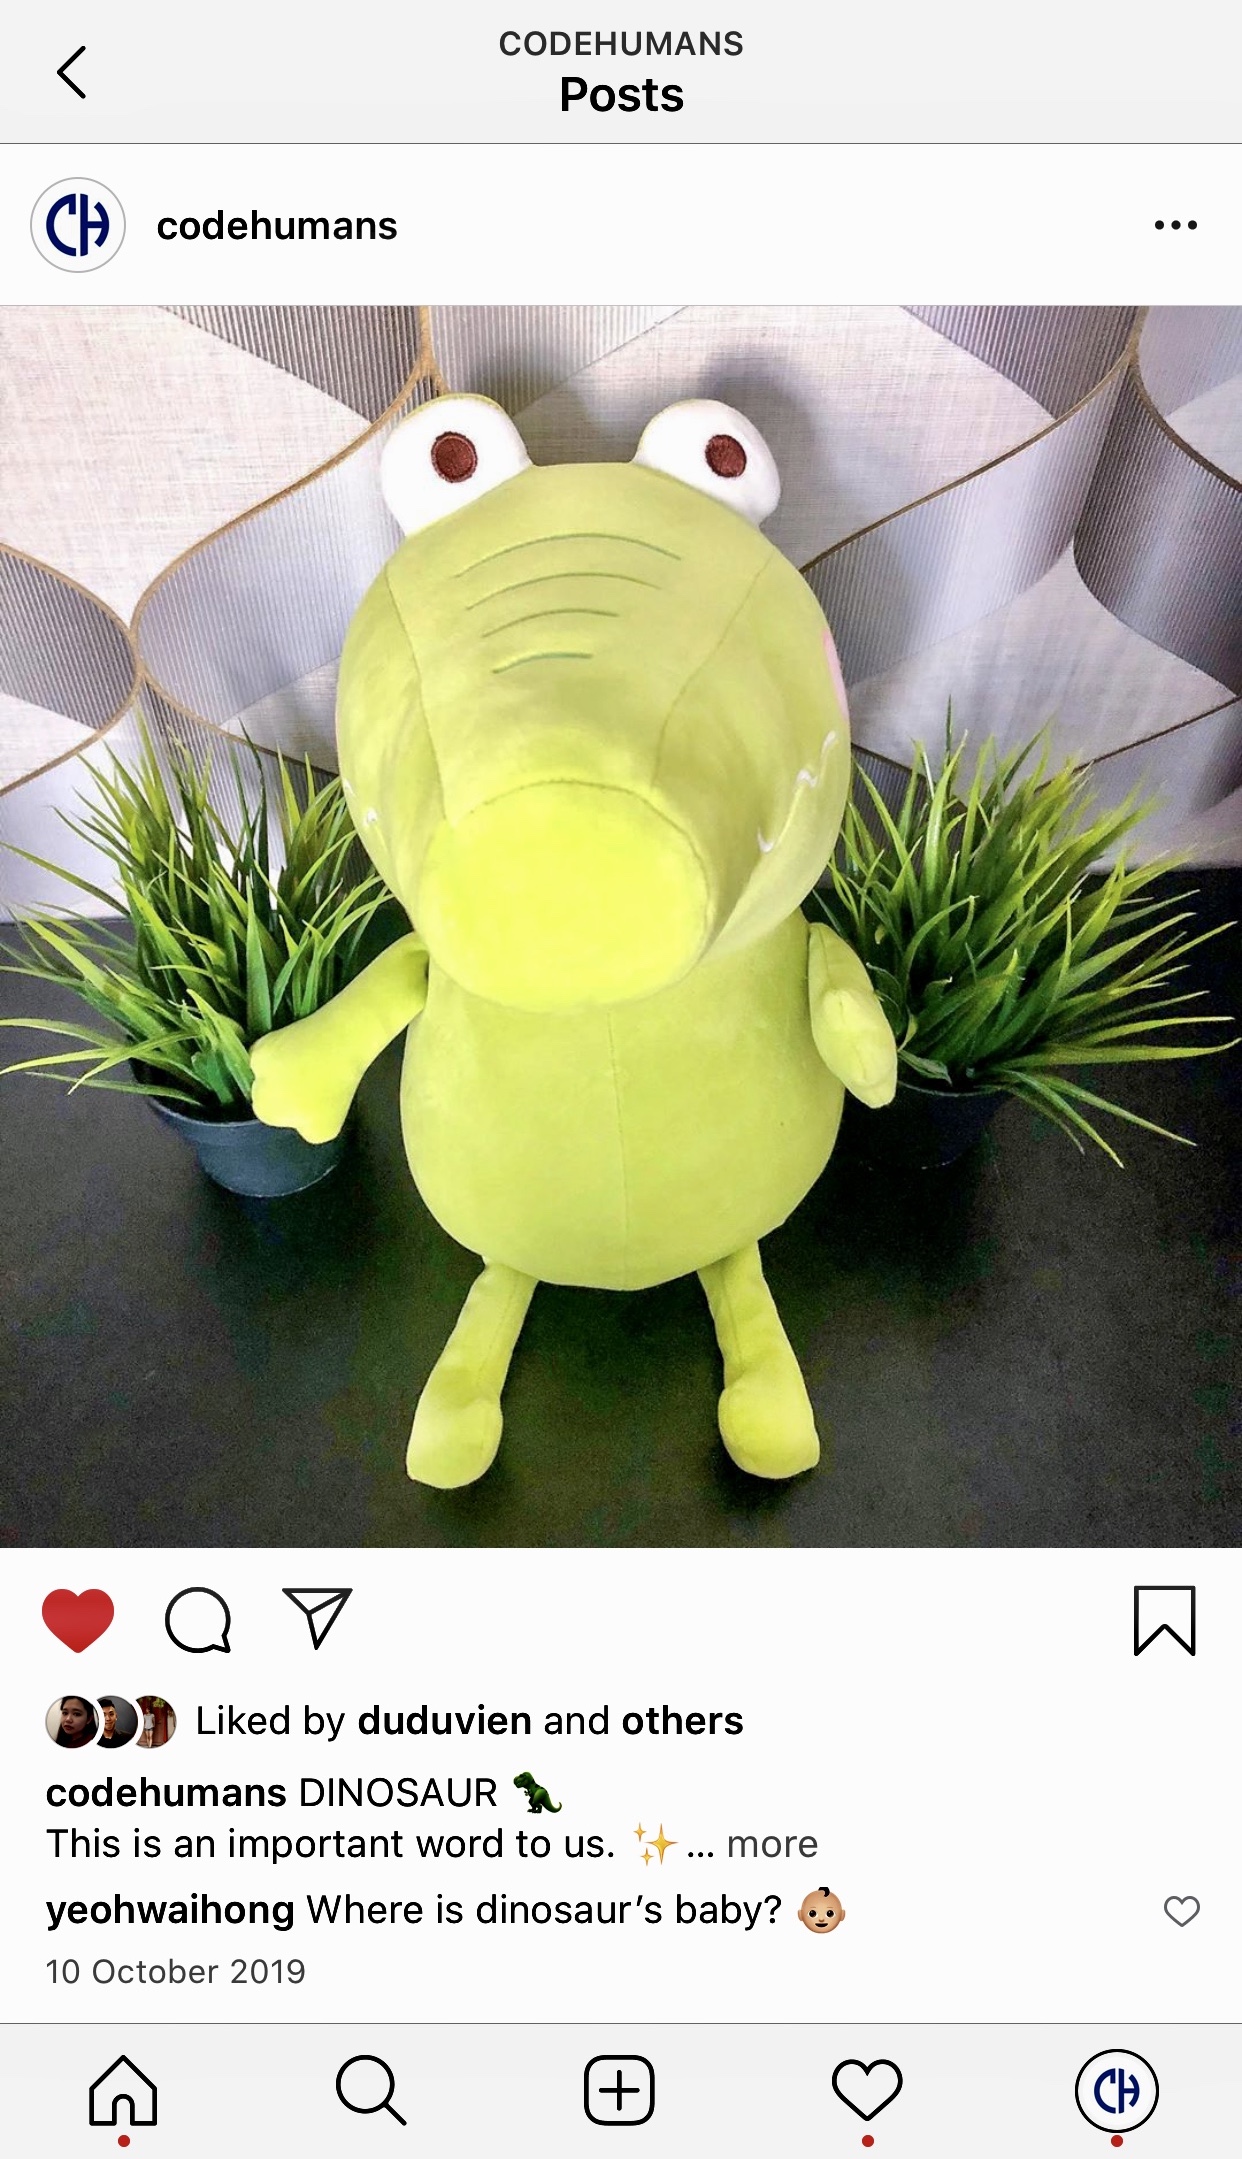 CODEHUMANS
Posts
CH
codehumans
Liked by duduvien and others
codehumans DINOSAUR 🦖
This is an important word to us. ✨ ... more
yeohwaihong Where is dinosaur's baby? 👶🏼
10 October 2019
CH